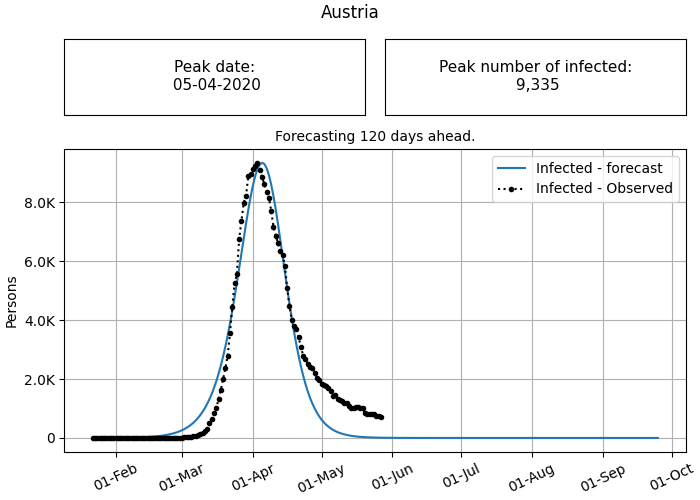 Austria
Peak date:
05-04-2020
Peak number of infected:
9,335
Forecasting 120 days ahead.
Infected - forecast
Infected - Observed
8.0K
6.0K
4.0K
2.0K
0
Persons
01-Feb
01-Mar
01-Apr
01-May
01-Jun
01-Jul
01-Aug
01-Sep
01-Oct